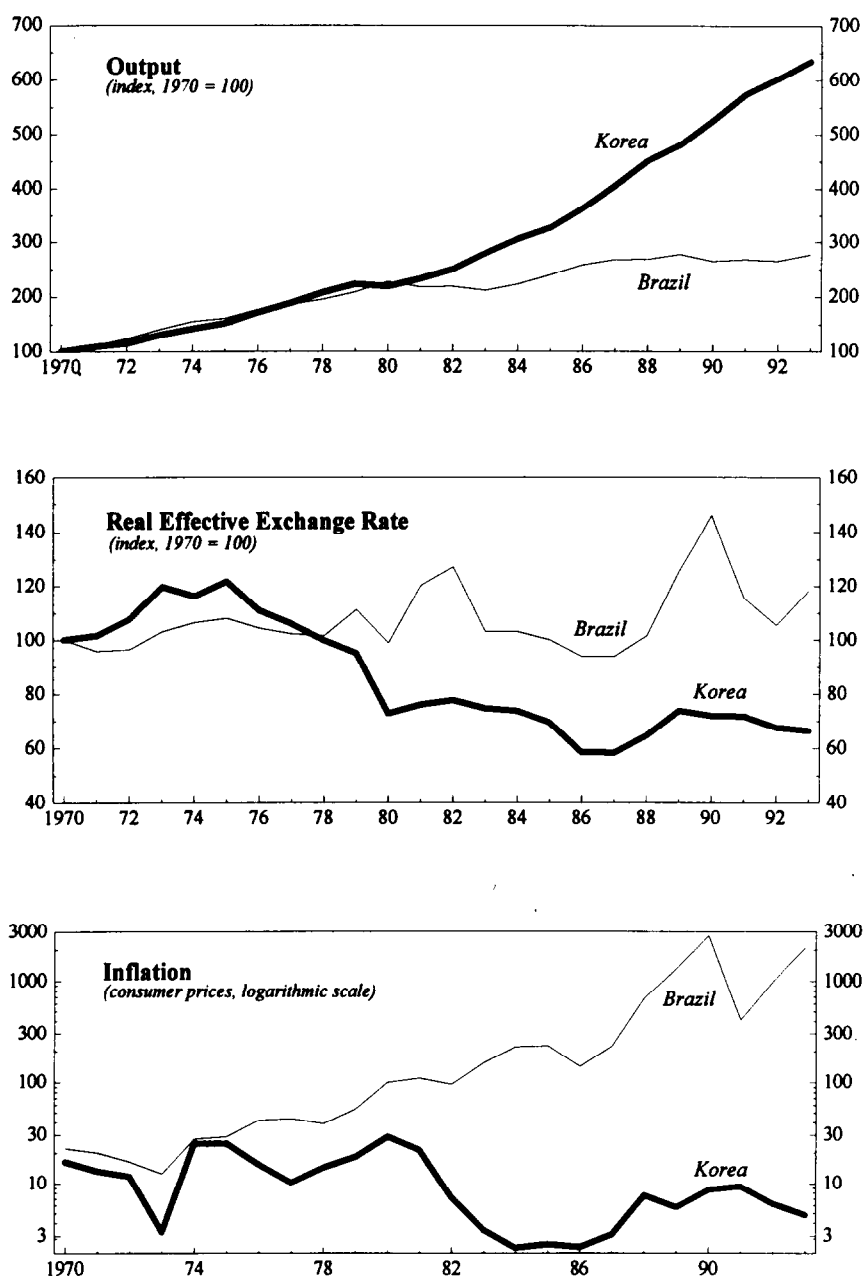 700 700
Output
(index, 1970 = 100)
600 600
500 Korea 500
400 400
300 300
Brazil
200 200
100 100
1970 72 74 76 78 80 82 84 86 88 90 92
160 160
Real Effective Exchange Rate
(index, 1970 = 100)
140 140
120 120
100 Brazil 100
Korea
80 80
60 60
40 40
1970 72 74 76 78 80 82 84 86 88 90 92
3000 3000
Inflation
(consumer prices, logarithmic scale)
1000 1000
Brazil
300 300
100 100
30 30
10 Korea 10
3 3
1970 72 74 76 78 80 82 84 86 90